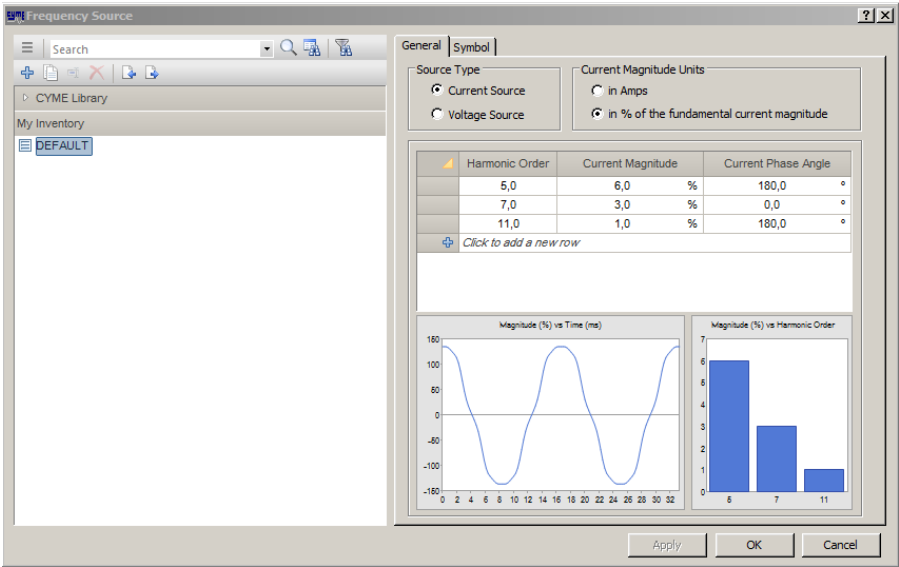 CYME Frequency Source
Search
CYME Library
My Inventory
DEFAULT
General Symbol
Source Type
Current Source
Voltage Source
Current Magnitude Units
in Amps
in % of the fundamental current magnitude
Harmonic Order Current Magnitude Current Phase Angle
5,0 6,0 % 180,0 °
7,0 3,0 % 0,0 °
11,0 1,0 % 180,0 °
Click to add a new row
Magnitude (%) vs Time (ms)
150
100
50
0
-50
-100
-150
0 2 4 6 8 10 12 14 16 18 20 22 24 26 28 30 32
Magnitude (%) vs Harmonic Order
7
6
5
4
3
2
1
0
5 7 11
Apply OK Cancel